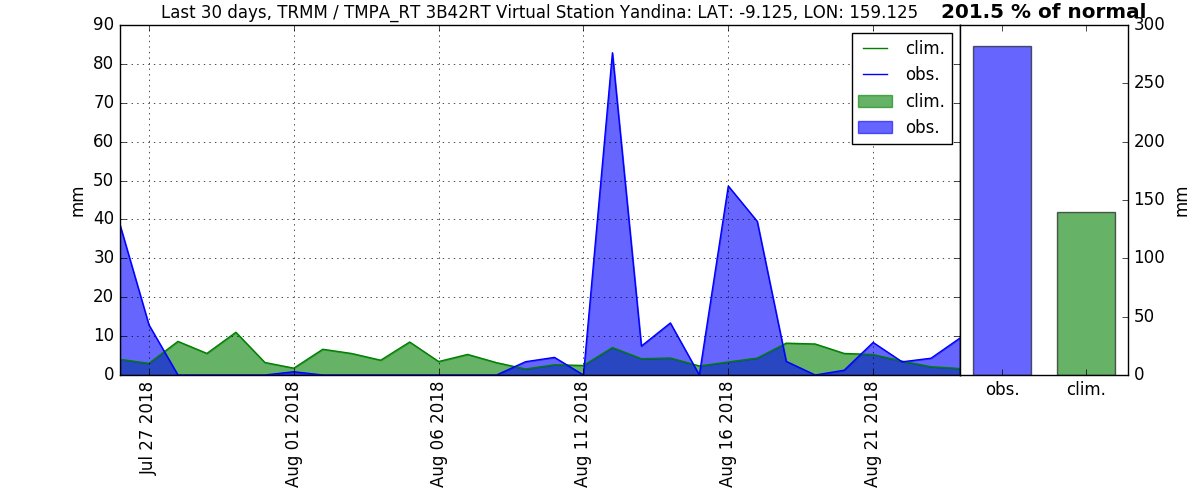 Last 30 days, TRMM / TMPA_RT 3B42RT Virtual Station Yandina: LAT: -9.125, LON: 159.125
201.5 % of normal
90
80
70
60
50
40
30
20
10
0
mm
clim.
obs.
clim.
obs.
Jul 27 2018
Aug 01 2018
Aug 06 2018
Aug 11 2018
Aug 16 2018
Aug 21 2018
300
250
200
150
100
50
0
mm
obs.
clim.